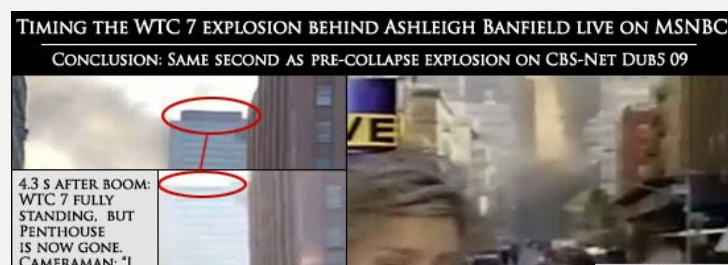 TIMING THE WTC 7 EXPLOSION BEHIND ASHLEIGH BANFIELD LIVE ON MSNBC
CONCLUSION: SAME SECOND AS PRE-COLLAPSE EXPLOSION ON CBS-NET DUB5 09
VE
4.3 S AFTER BOOM:
WTC 7 FULLY
STANDING, BUT
PENTHOUSE
IS NOW GONE.
CAMERAMAN: "I